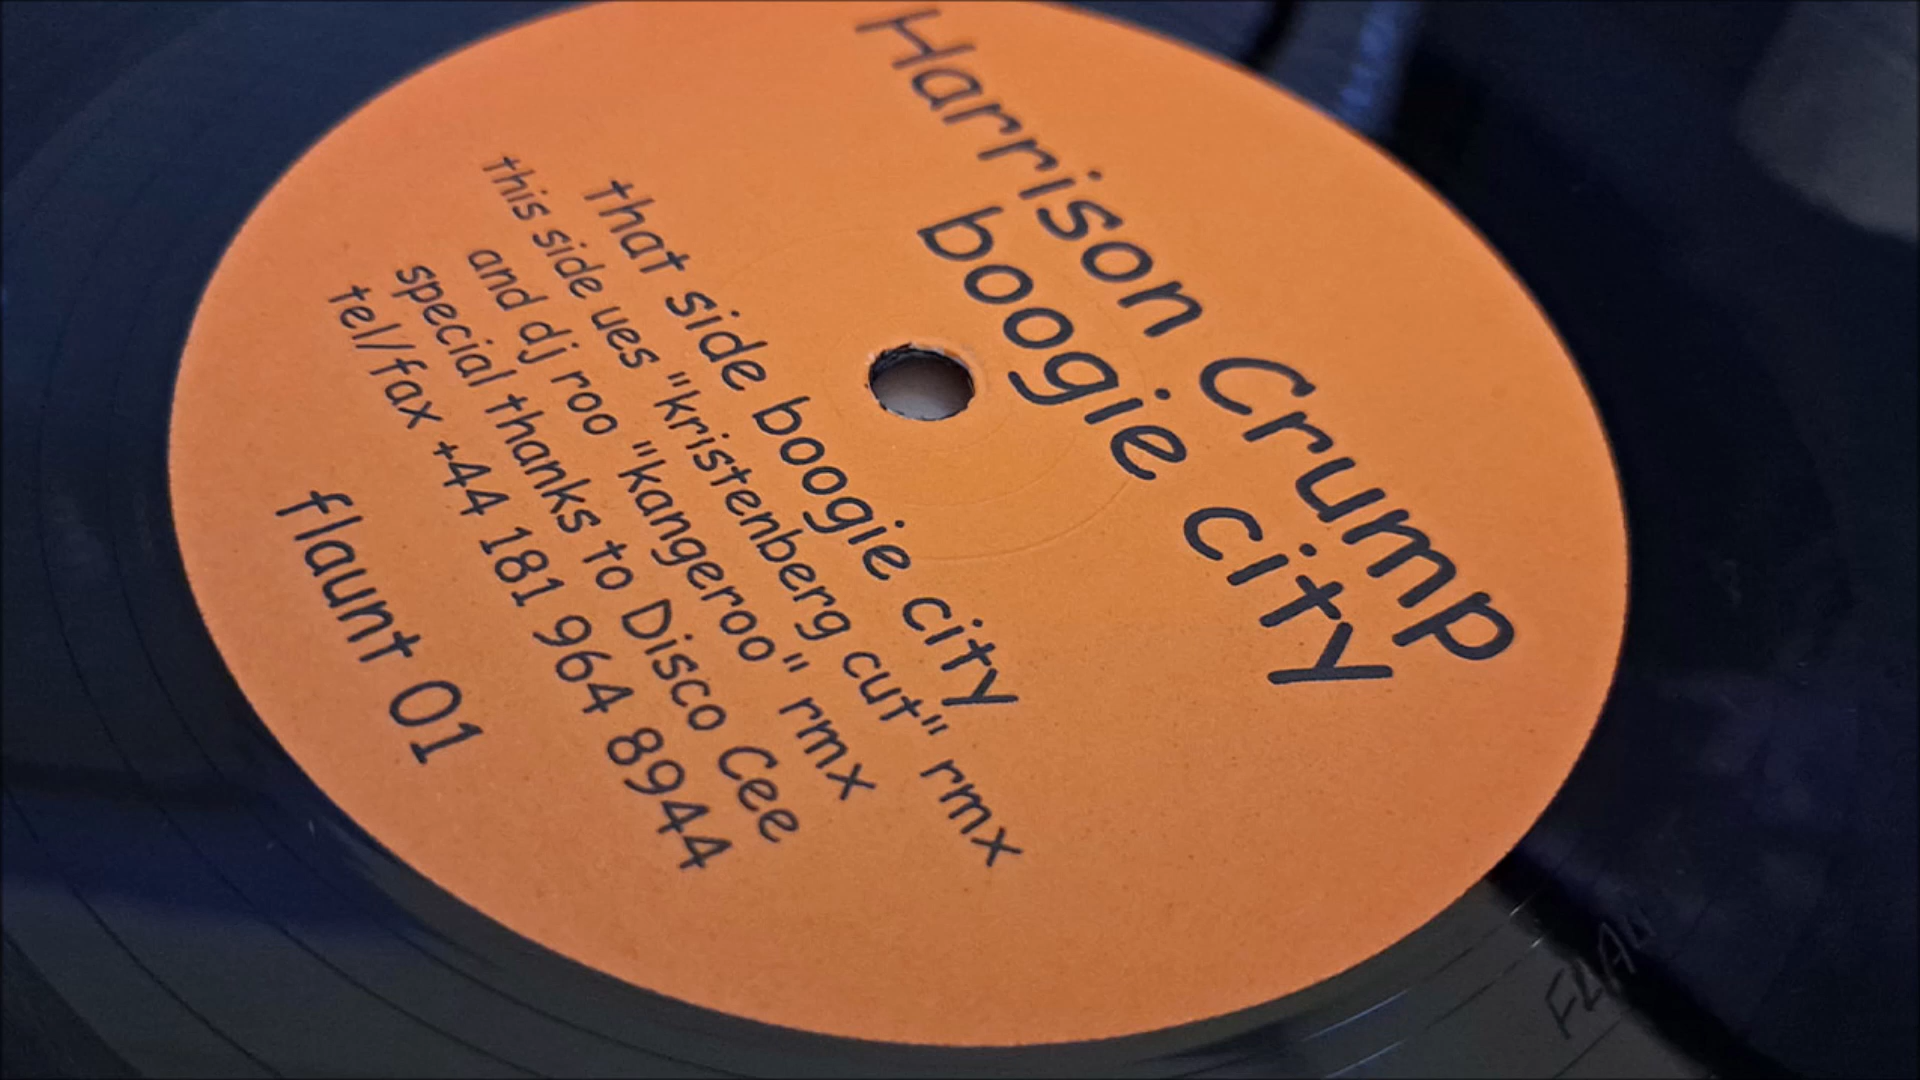 Harrison Crump
boogie city
that side boogie city
this side ues "kristenberg cut" rmx
and dj roo "kangeroo" rmx
special thanks to Disco Cee
tel/fax +44 181 964 8944
flaunt 01